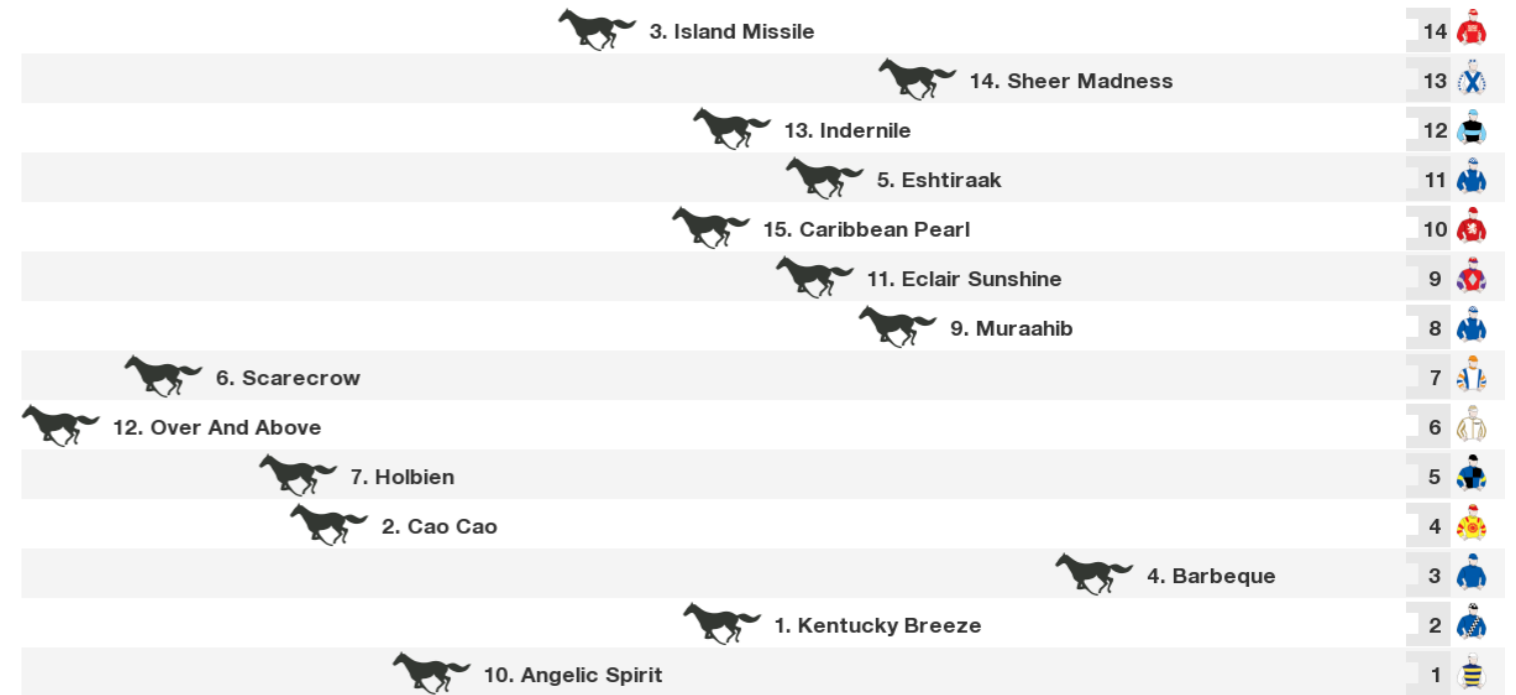 3. Island Missile 14
14. Sheer Madness 13
13. Indernile 12
5. Eshtiraak 11
15. Caribbean Pearl 10
11. Eclair Sunshine 9
9. Muraahib 8
6. Scarecrow 7
12. Over And Above 6
7. Holbien 5
2. Cao Cao 4
4. Barbeque 3
1. Kentucky Breeze 2
10. Angelic Spirit 1